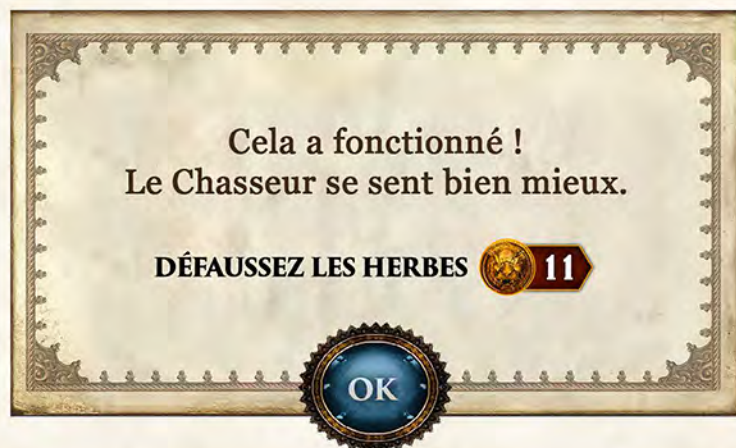 Cela a fonctionné !
Le Chasseur se sent bien mieux.
DÉFAUSSEZ LES HERBES 11
OK